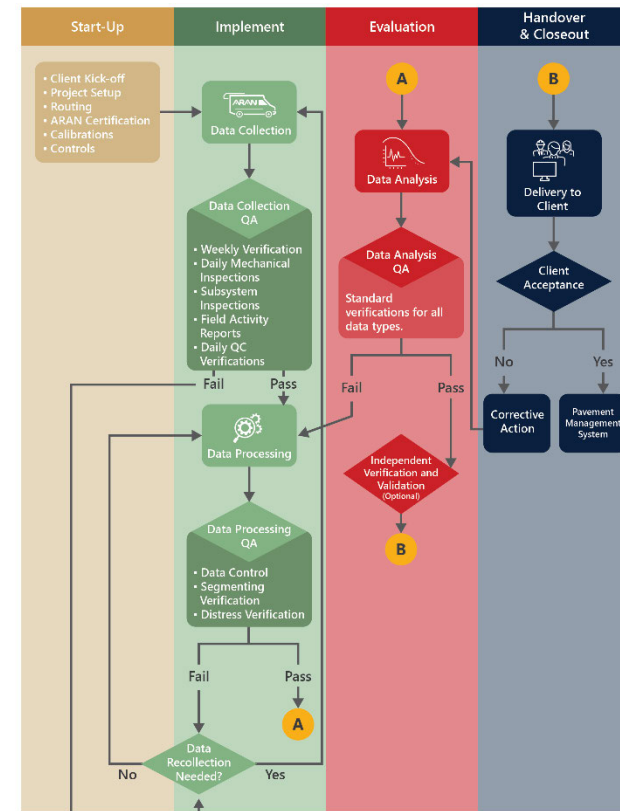 Start-Up
Implement
Evaluation
Handover
& Closeout
• Client Kick-off
• Project Setup
• Routing
• ARAN Certification
• Calibrations
• Controls
ARAN
Data Collection
Data Collection
QA
• Weekly Verification
• Daily Mechanical
Inspections
• Subsystem
Inspections
• Field Activity
Reports
• Daily QC
Verifications
Fail
Pass
Data Processing
Data Processing
QA
• Data Control
• Segmenting
Verification
• Distress Verification
Fail
Pass
A
Data
Recollection
Needed?
No
Yes
A
Data Analysis
Data Analysis
QA
Standard
verifications for all
data types.
Fail
Pass
Independent
Verification and
Validation
(Optional)
B
B
Delivery to
Client
Client
Acceptance
No
Yes
Corrective
Action
Pavement
Management
System